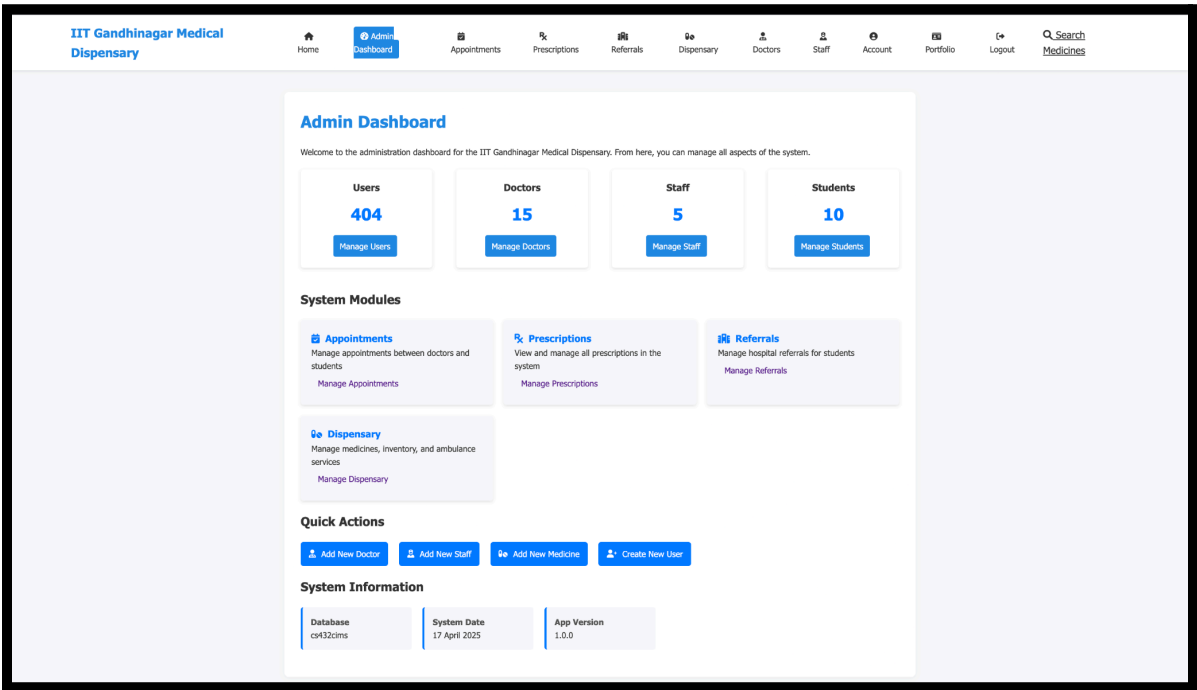 IIT Gandhinagar Medical
Dispensary
Home
Admin
Dashboard
Appointments
Prescriptions
Referrals
Dispensary
Doctors
Staff
Account
Portfolio
Logout
Search
Medicines
Admin Dashboard
Welcome to the administration dashboard for the IIT Gandhinagar Medical Dispensary. From here, you can manage all aspects of the system.
Users
404
Manage Users
Doctors
15
Manage Doctors
Staff
5
Manage Staff
Students
10
Manage Students
System Modules
Appointments
Manage appointments between doctors and
students
Manage Appointments
Prescriptions
View and manage all prescriptions in the
system
Manage Prescriptions
Referrals
Manage hospital referrals for students
Manage Referrals
Dispensary
Manage medicines, inventory, and ambulance
services
Manage Dispensary
Quick Actions
Add New Doctor
Add New Staff
Add New Medicine
Create New User
System Information
Database
cs432cims
System Date
17 April 2025
App Version
1.0.0